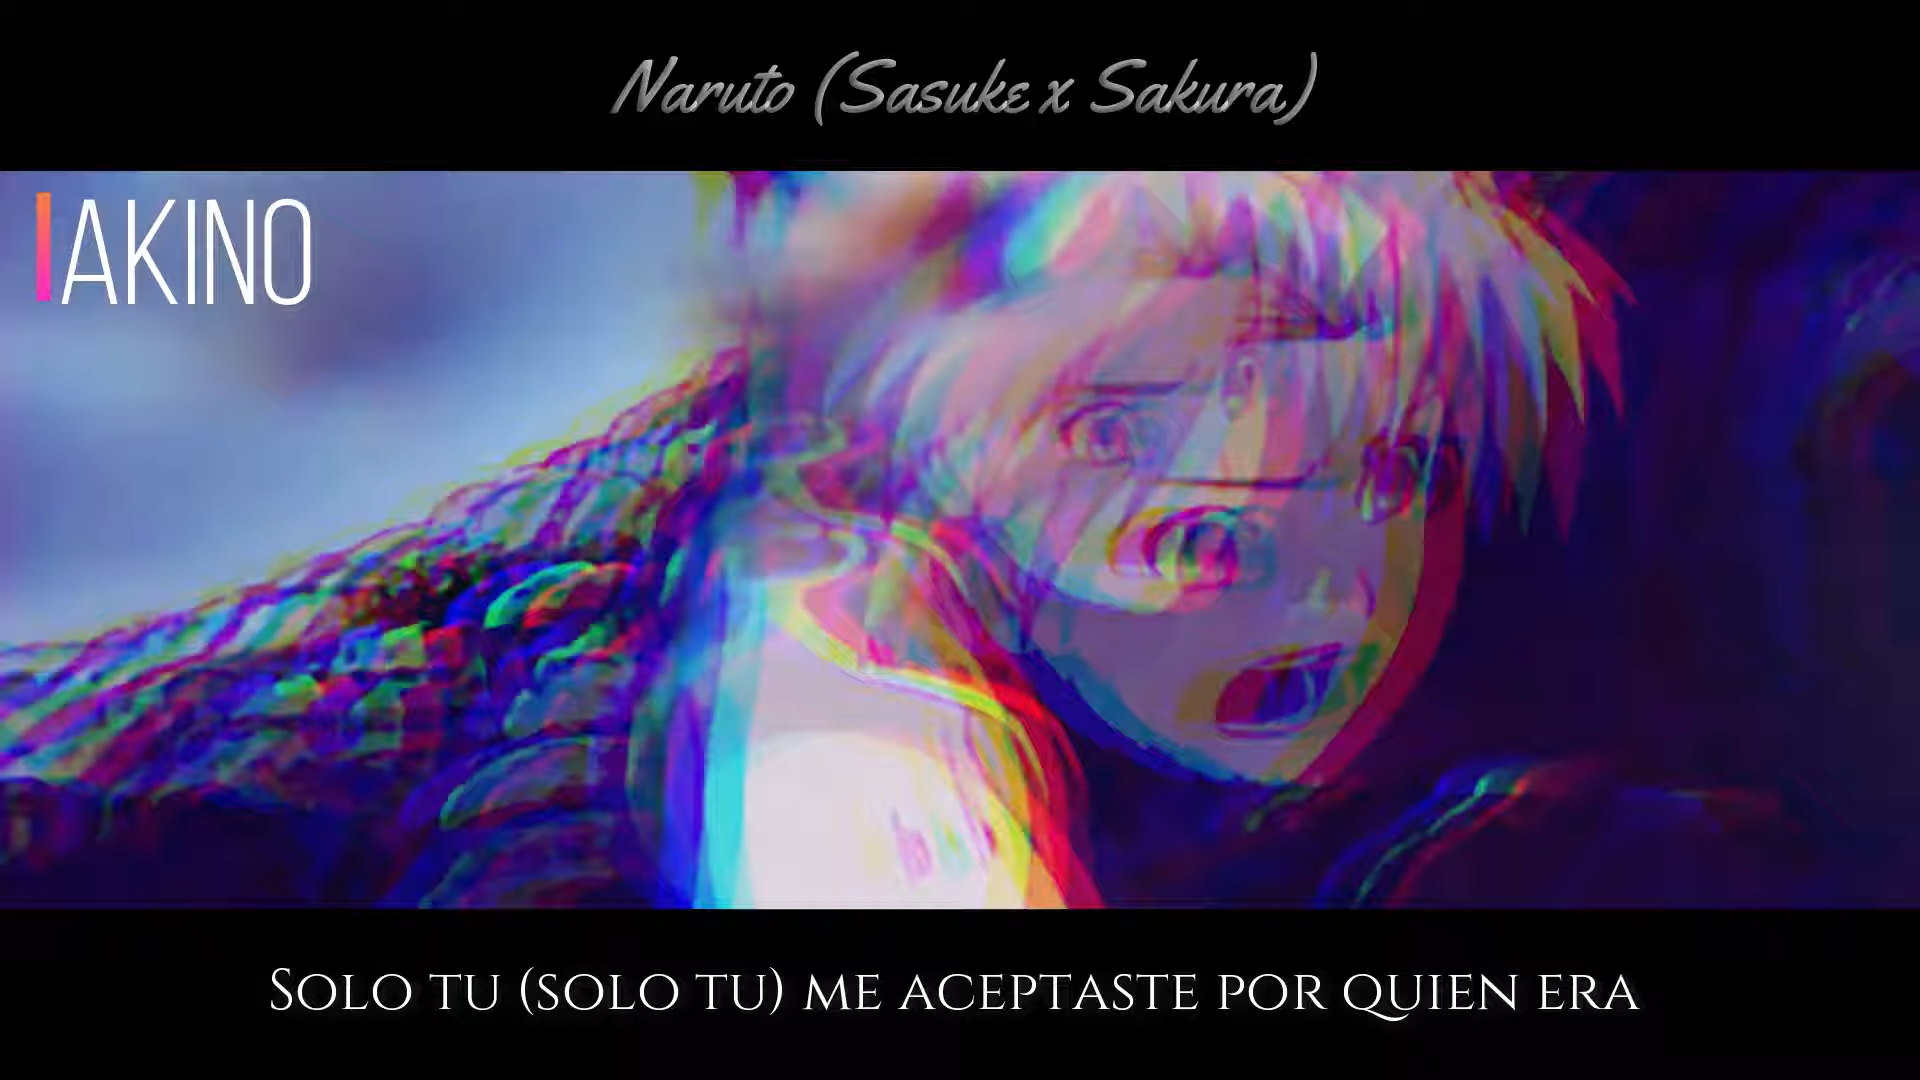 Naruto (Sasuke x Sakura)
AKINO
Solo tu (solo tu) me aceptaste por quien era